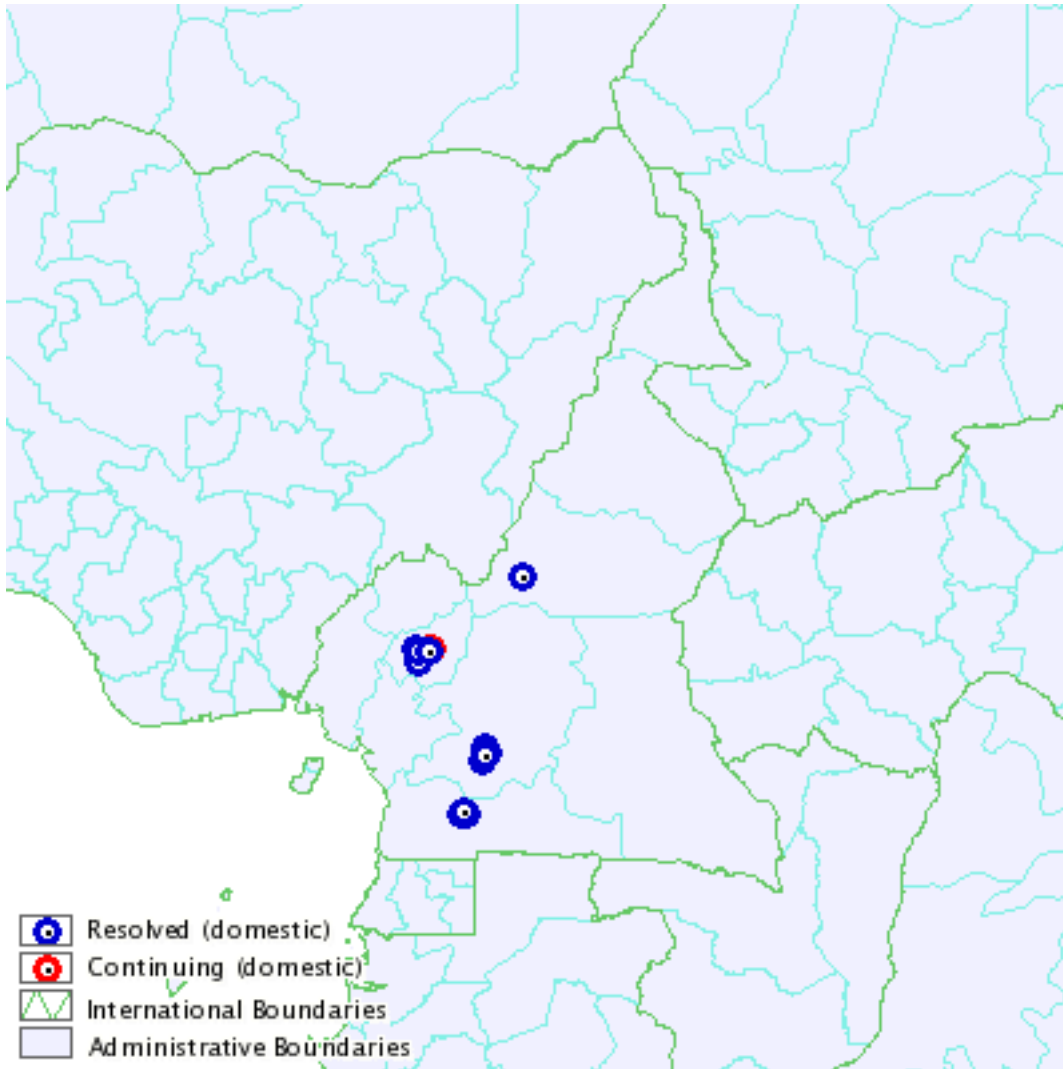 Resolved (domestic)
Continuing (domestic)
International Boundaries
Administrative Boundaries